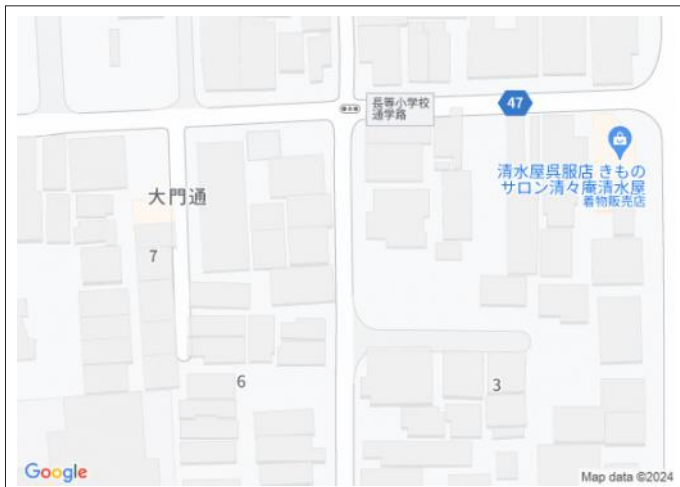 長等小学校
通学路
47
清水屋呉服店 きもの
サロン清々庵清水屋
着物販売店
大門通
7
6
3
Google
Map data ©2024